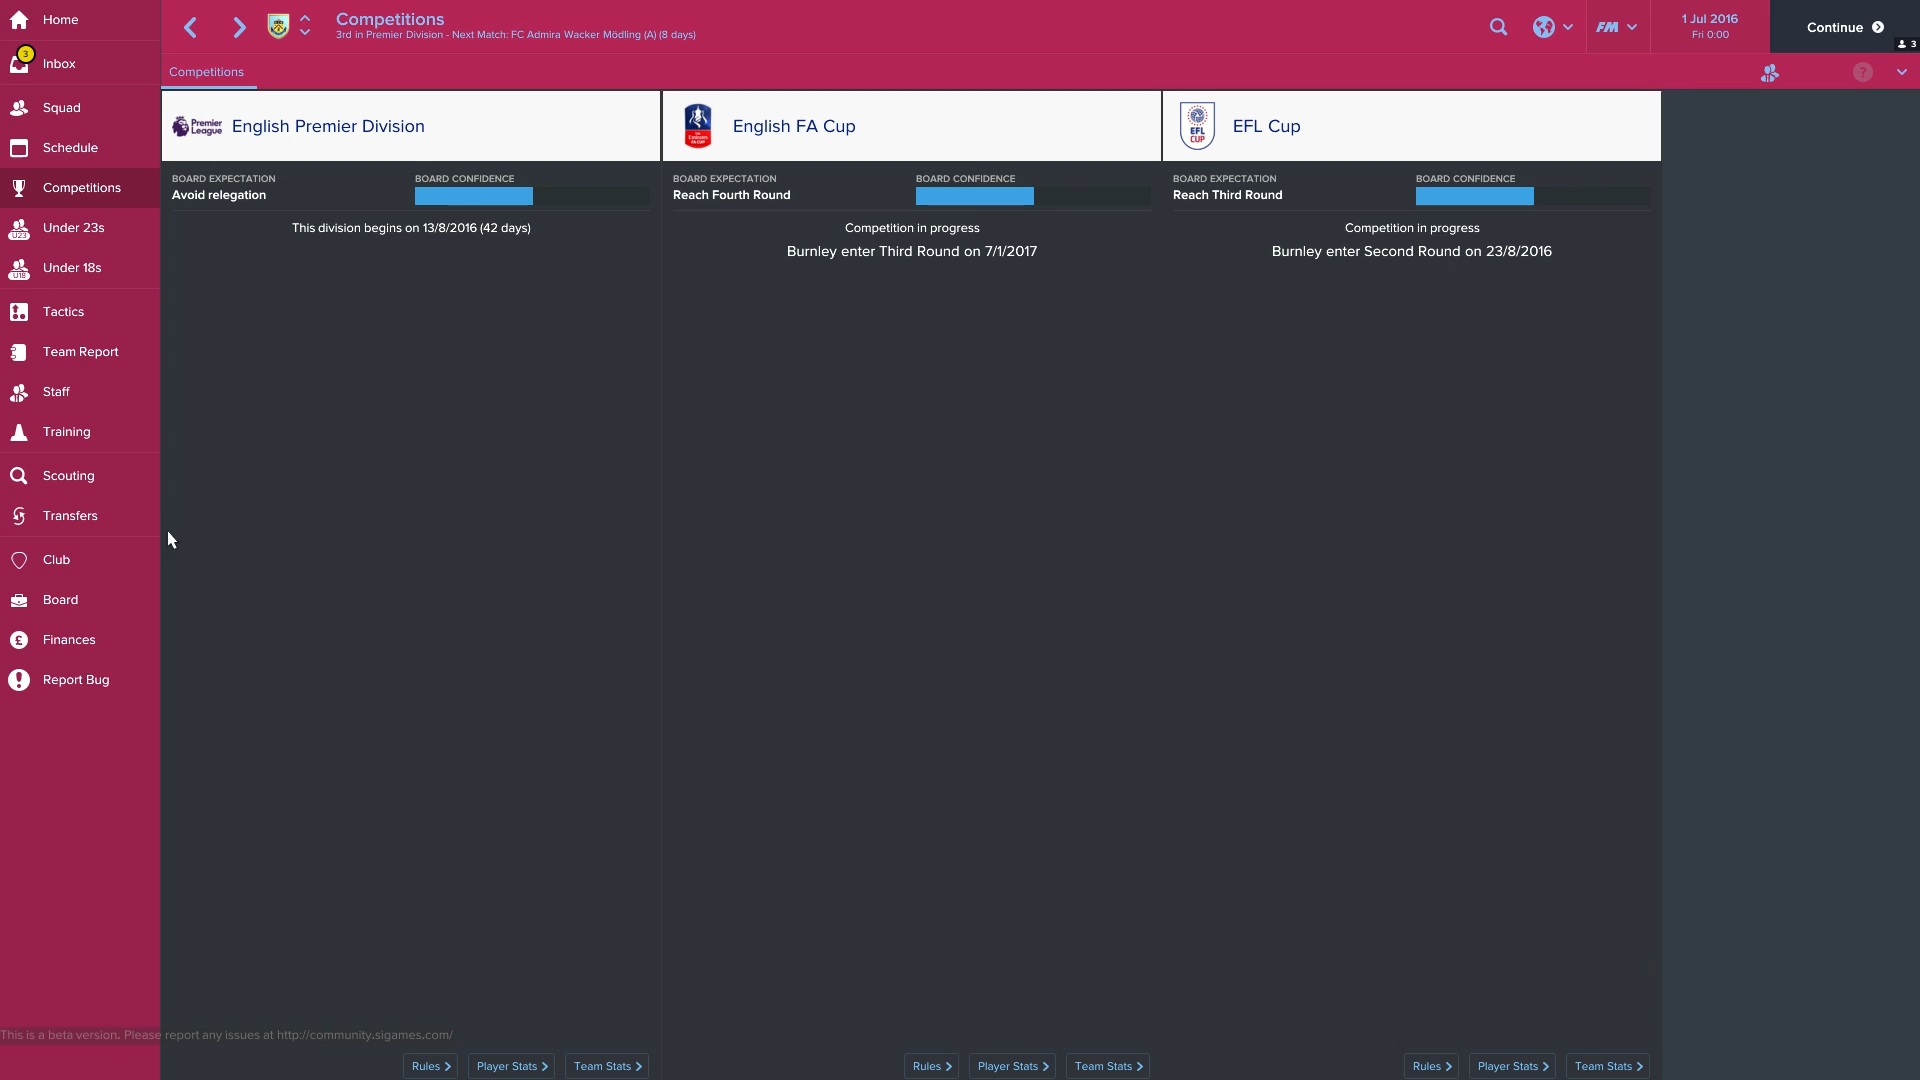 Home
3
Inbox
Squad
Schedule
Competitions
U23
Under 23s
U18
Under 18s
Tactics
Team Report
Staff
Training
Scouting
Transfers
Club
Board
£
Finances
Report Bug
Competitions
3rd in Premier Division - Next Match: FC Admira Wacker Mödling (A) (8 days)
FM
1 Jul 2016
Fri 0:00
Continue
3
Competitions
?
Premier League
English Premier Division
BOARD EXPECTATION
Avoid relegation
BOARD CONFIDENCE
This division begins on 13/8/2016 (42 days)
Rules
Player Stats
Team Stats
Emirates
FA CUP
English FA Cup
BOARD EXPECTATION
Reach Fourth Round
BOARD CONFIDENCE
Competition in progress
Burnley enter Third Round on 7/1/2017
Rules
Player Stats
Team Stats
EFL
CUP
EFL Cup
BOARD EXPECTATION
Reach Third Round
BOARD CONFIDENCE
Competition in progress
Burnley enter Second Round on 23/8/2016
Rules
Player Stats
Team Stats
This is a beta version. Please report any issues at http://community.sigames.com/